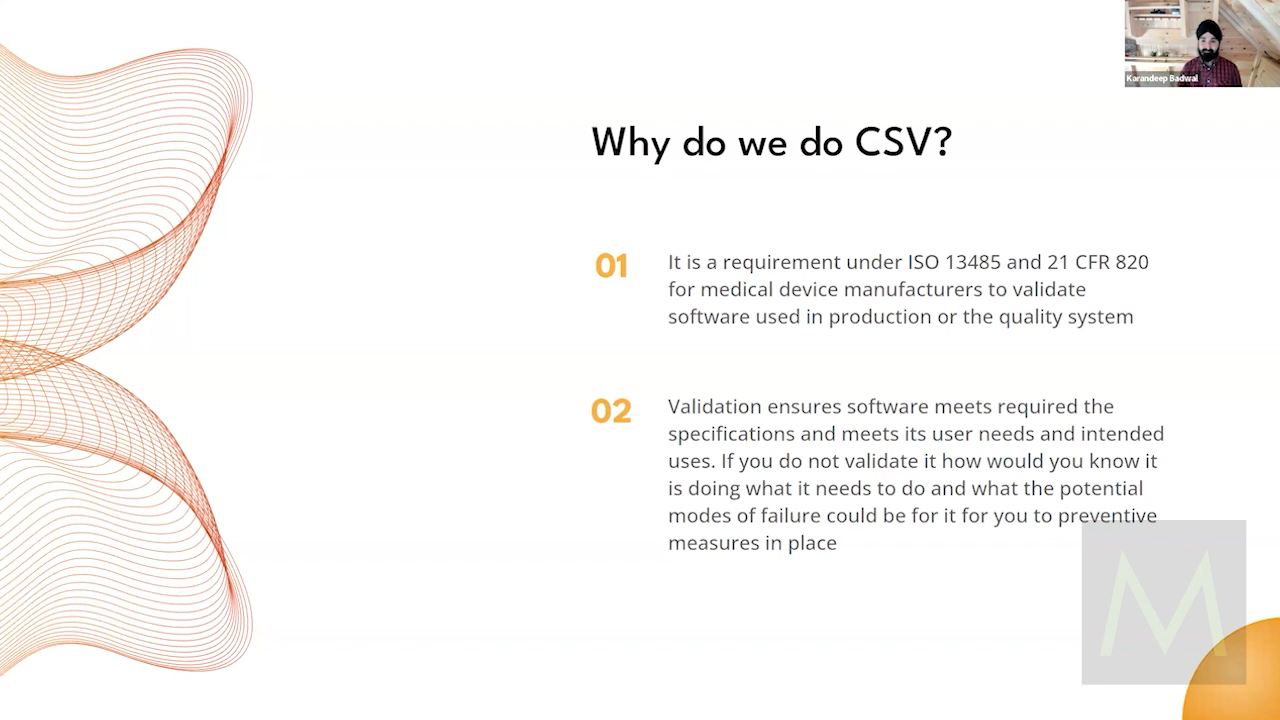 Karandeep Badwal
Why do we do CSV?
01
It is a requirement under ISO 13485 and 21 CFR 820
for medical device manufacturers to validate
software used in production or the quality system
02
Validation ensures software meets required the
specifications and meets its user needs and intended
uses. If you do not validate it how would you know it
is doing what it needs to do and what the potential
modes of failure could be for it for you to preventive
measures in place
M